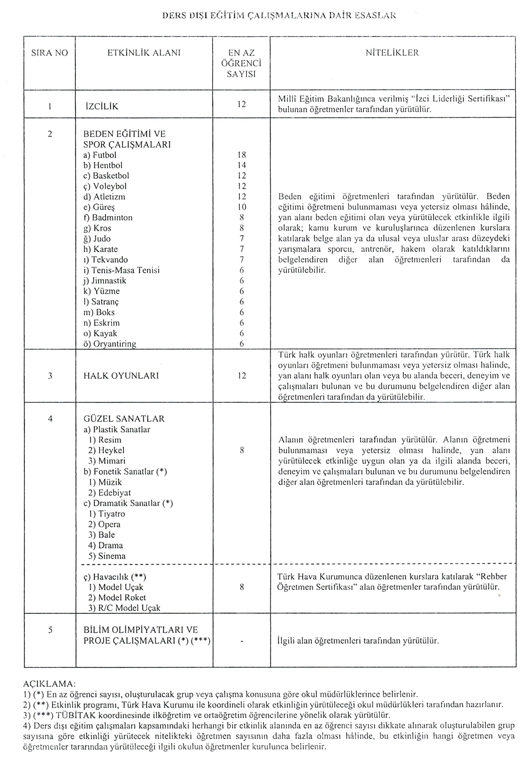 DERS DIŞI EĞİTİM ÇALIŞMALARINA DAİR ESASLAR
SIRA NO
ETKİNLİK ALANI
EN AZ
ÖĞRENCİ
SAYISI
NİTELİKLER
1
İZCİLİK
12
Millî Eğitim Bakanlığınca verilmiş “İzci Liderliği Sertifikası”
bulunan öğretmenler tarafından yürütülür.
2
BEDEN EĞİTİMİ VE
SPOR ÇALIŞMALARI
a) Futbol 18
b) Hentbol 14
c) Basketbol 12
ç) Voleybol 12
d) Atletizm 12
e) Güreş 10
f) Badminton 8
g) Kros 8
ğ) Judo 7
h) Karate 7
ı) Tekvando 7
i) Tenis-Masa Tenisi 6
j) Jimnastik 6
k) Yüzme 6
l) Satranç 6
m) Boks 6
n) Eskrim 6
o) Kayak 6
ö) Oryantiring 6
Beden eğitimi öğretmenleri tarafından yürütülür. Beden
eğitimi öğretmeni bulunmaması veya yetersiz olması hâlinde,
yan alanı beden eğitimi olan veya yürütülecek etkinlikle ilgili
olarak; kamu kurum ve kuruluşlarınca düzenlenen kurslara
katılarak belge alan ya da ulusal veya uluslar arası düzeydeki
yarışmalara sporcu, antrenör, hakem olarak katıldıklarını
belgelendiren diğer alan öğretmenleri tarafından da
yürütülebilir.
3
HALK OYUNLARI
12
Türk halk oyunları öğretmenleri tarafından yürütür. Türk halk
oyunları öğretmeni bulunmaması veya yetersiz olması halinde,
yan alanı halk oyunları olan veya bu alanda beceri, deneyim ve
çalışmaları bulunan ve bu durumunu belgelendiren diğer alan
öğretmenleri tarafından da yürütülebilir.
4
GÜZEL SANATLAR
a) Plastik Sanatlar
1) Resim
2) Heykel
3) Mimari
b) Fonetik Sanatlar (*)
1) Müzik
2) Edebiyat
c) Dramatik Sanatlar (*)
1) Tiyatro
2) Opera
3) Bale
4) Drama
5) Sinema
8
Alanın öğretmenleri tarafından yürütülür. Alanın öğretmeni
bulunmaması veya yetersiz olması halinde, yan alanı
yürütülecek etkinliğe uygun olan ya da ilgili alanda beceri,
deneyim ve çalışmaları bulunan ve bu durumu belgelendiren
diğer alan öğretmenleri tarafından da yürütülebilir.
ç) Havacılık (**)
1) Model Uçak
2) Model Roket
3) R/C Model Uçak
8
Türk Hava Kurumunca düzenlenen kurslara katılarak “Rehber
Öğretmen Sertifikası” alan öğretmenler tarafından yürütülür.
5
BİLİM OLİMPİYATLARI VE
PROJE ÇALIŞMALARI (*) (***)
-
İlgili alan öğretmenleri tarafından yürütülür.
AÇIKLAMA:
1) (*) En az öğrenci sayısı, oluşturulacak grup veya çalışma konusuna göre okul müdürlüklerince belirlenir.
2) (**) Etkinlik programı, Türk Hava Kurumu ile koordineli olarak etkinliğin yürütüleceği okul müdürlükleri tarafından hazırlanır.
3) (***) TÜBİTAK koordinesinde ilköğretim ve ortaöğretim öğrencilerine yönelik olarak yürütülür.
4) Ders dışı eğitim çalışmaları kapsamındaki herhangi bir etkinlik alanında en az öğrenci sayısı dikkate alınarak oluşturulabilen grup
sayısına göre etkinliği yürütecek nitelikteki öğretmen sayısının daha fazla olması hâlinde, bu etkinliğin hangi öğretmen veya
öğretmenler tarafından yürütüleceği ilgili okulun öğretmenler kurulunca belirlenir.